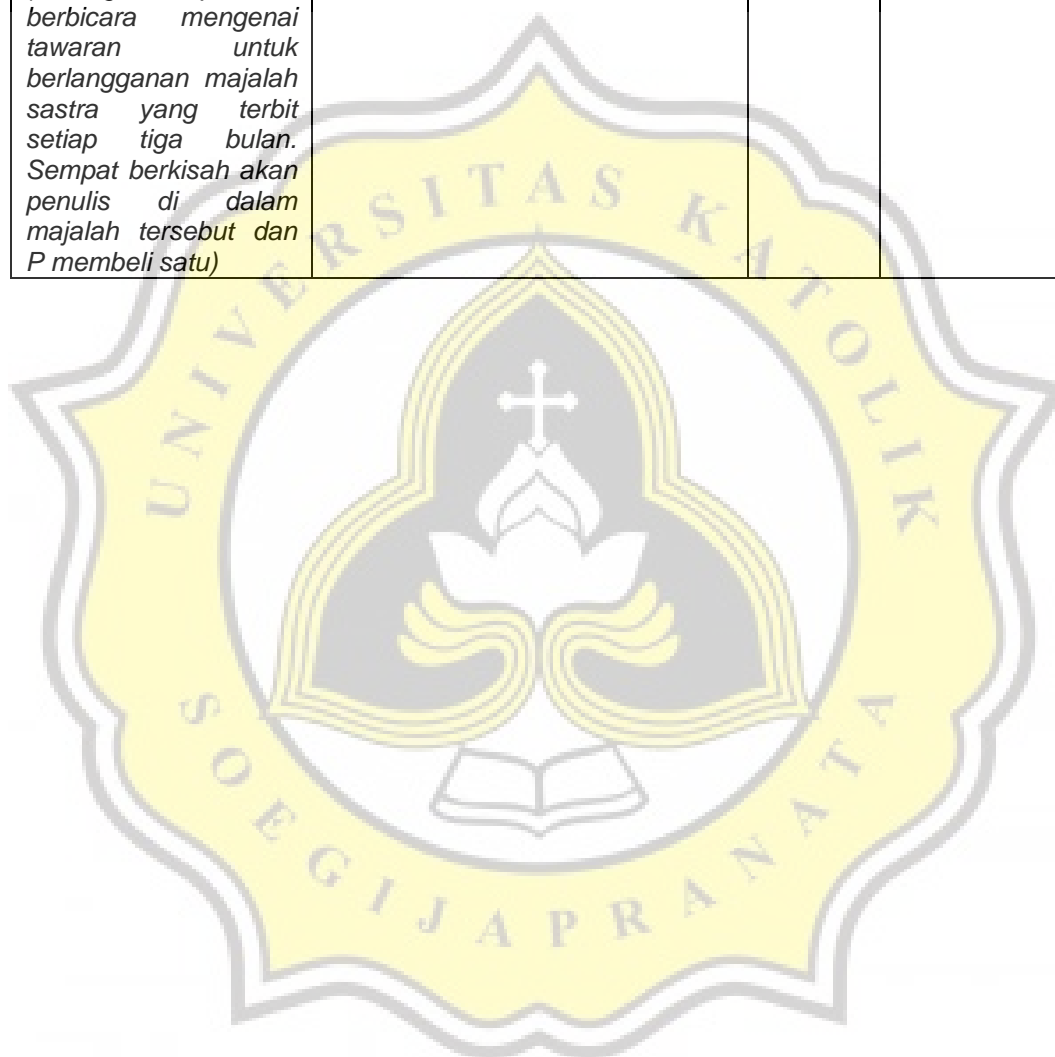 berbicara mengenai
tawaran untuk
berlangganan majalah
sastra yang terbit
setiap tiga bulan.
Sempat berkisah akan
penulis di dalam
majalah tersebut dan
P membeli satu)
UNIVERSITAS KATOLIK
SOEGIJAPRANATA